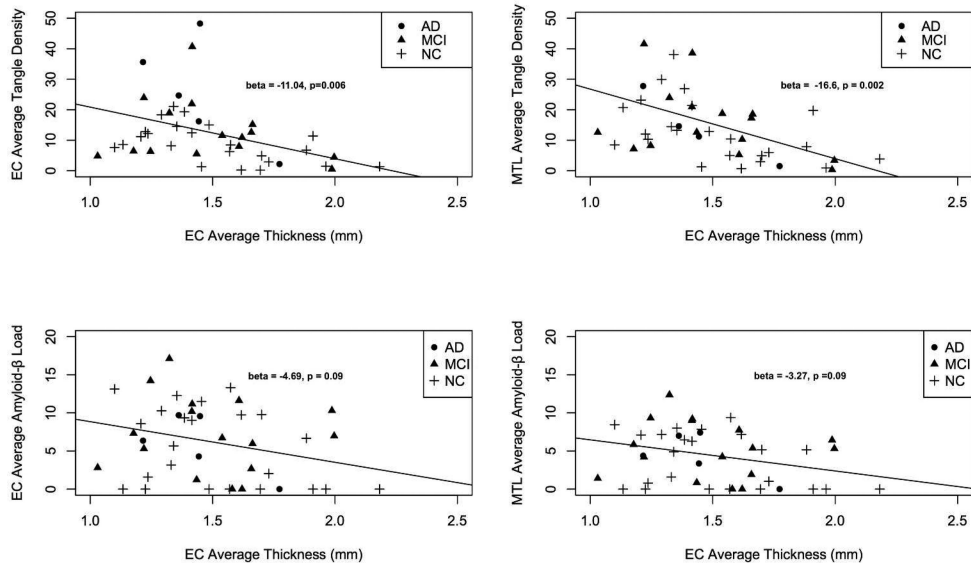 EC Average Tangle Density
50
40
30
20
10
0
AD
MCI
NC
beta = -11.04, p=0.006
1.0 1.5 2.0 2.5
EC Average Thickness (mm)
MTL Average Tangle Density
50
40
30
20
10
0
AD
MCI
NC
beta = -16.6, p =0.002
1.0 1.5 2.0 2.5
EC Average Thickness (mm)
EC Average Amyloid-β Load
20
15
10
5
0
AD
MCI
NC
beta = -4.69, p = 0.09
1.0 1.5 2.0 2.5
EC Average Thickness (mm)
MTL Average Amyloid-β Load
20
15
10
5
0
AD
MCI
NC
beta = -3.27, p =0.09
1.0 1.5 2.0 2.5
EC Average Thickness (mm)